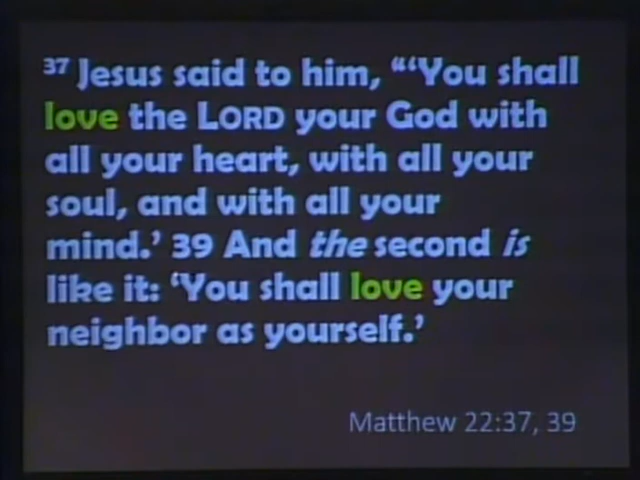 37 Jesus said to him, “‘You shall
love the LORD your God with
all your heart, with all your
soul, and with all your
mind.’ 39 And the second is
like it: ‘You shall love your
neighbor as yourself.’
Matthew 22:37, 39